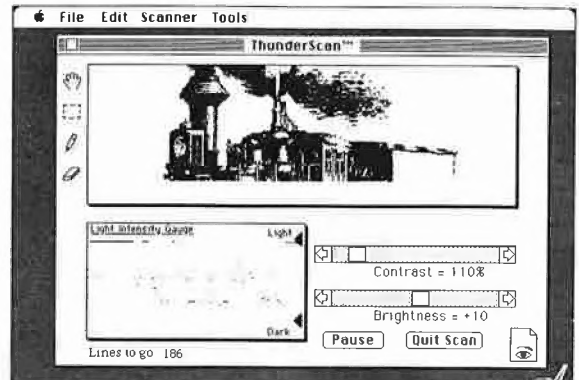 File Edit Scanner Tools
ThunderScan™
Light Intensity Gauge
Light
Contrast = +10%
Brightness = +10
Dark
Pause
Quit Scan
Lines to go 186